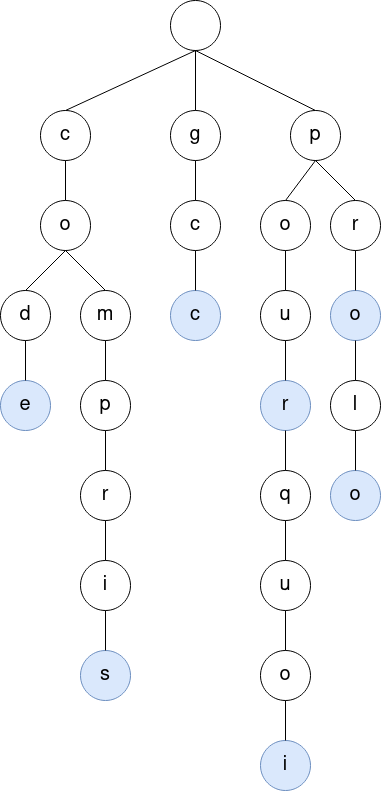 c g p
o c o r
d m c u o
e p r l
r q o
i u
s o
i